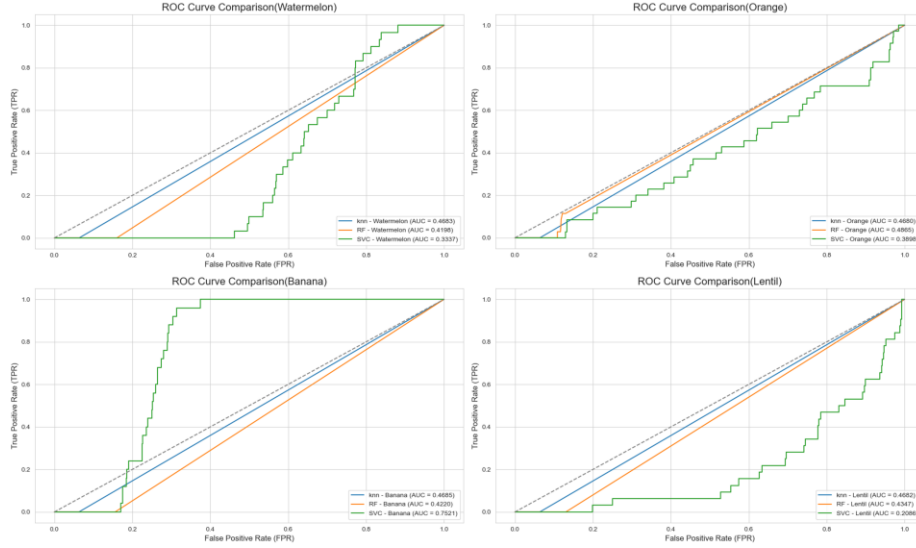 ROC Curve Comparison(Watermelon)
True Positive Rate (TPR)
1.0
0.8
0.6
0.4
0.2
0.0
knn - Watermelon (AUC = 0.4683)
RF - Watermelon (AUC = 0.4198)
SVC - Watermelon (AUC = 0.3337)
0.0 0.2 0.4 0.6 0.8 1.0
False Positive Rate (FPR)
ROC Curve Comparison(Orange)
True Positive Rate (TPR)
1.0
0.8
0.6
0.4
0.2
0.0
knn - Orange (AUC = 0.4680)
RF - Orange (AUC = 0.4865)
SVC - Orange (AUC = 0.3898)
0.0 0.2 0.4 0.6 0.8 1.0
False Positive Rate (FPR)
ROC Curve Comparison(Banana)
True Positive Rate (TPR)
1.0
0.8
0.6
0.4
0.2
0.0
knn - Banana (AUC = 0.4685)
RF - Banana (AUC = 0.4220)
SVC - Banana (AUC = 0.7521)
0.0 0.2 0.4 0.6 0.8 1.0
False Positive Rate (FPR)
ROC Curve Comparison(Lentil)
True Positive Rate (TPR)
1.0
0.8
0.6
0.4
0.2
0.0
knn - Lentil (AUC = 0.4682)
RF - Lentil (AUC = 0.4347)
SVC - Lentil (AUC = 0.2086)
0.0 0.2 0.4 0.6 0.8 1.0
False Positive Rate (FPR)